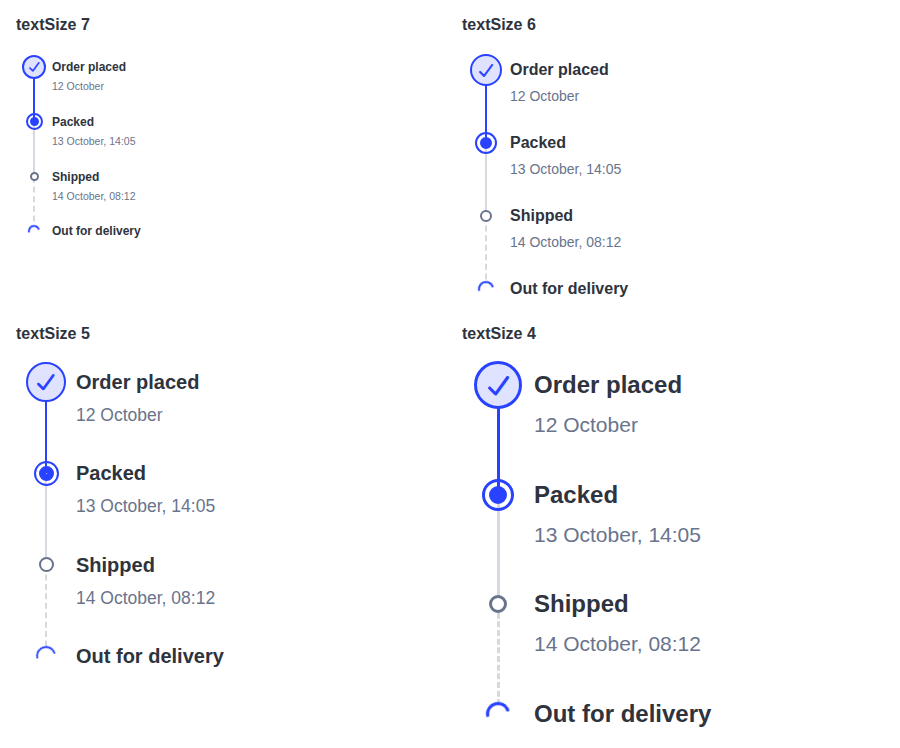 textSize 7
Order placed
12 October
Packed
13 October, 14:05
Shipped
14 October, 08:12
Out for delivery
textSize 6
Order placed
12 October
Packed
13 October, 14:05
Shipped
14 October, 08:12
Out for delivery
textSize 5
Order placed
12 October
Packed
13 October, 14:05
Shipped
14 October, 08:12
Out for delivery
textSize 4
Order placed
12 October
Packed
13 October, 14:05
Shipped
14 October, 08:12
Out for delivery